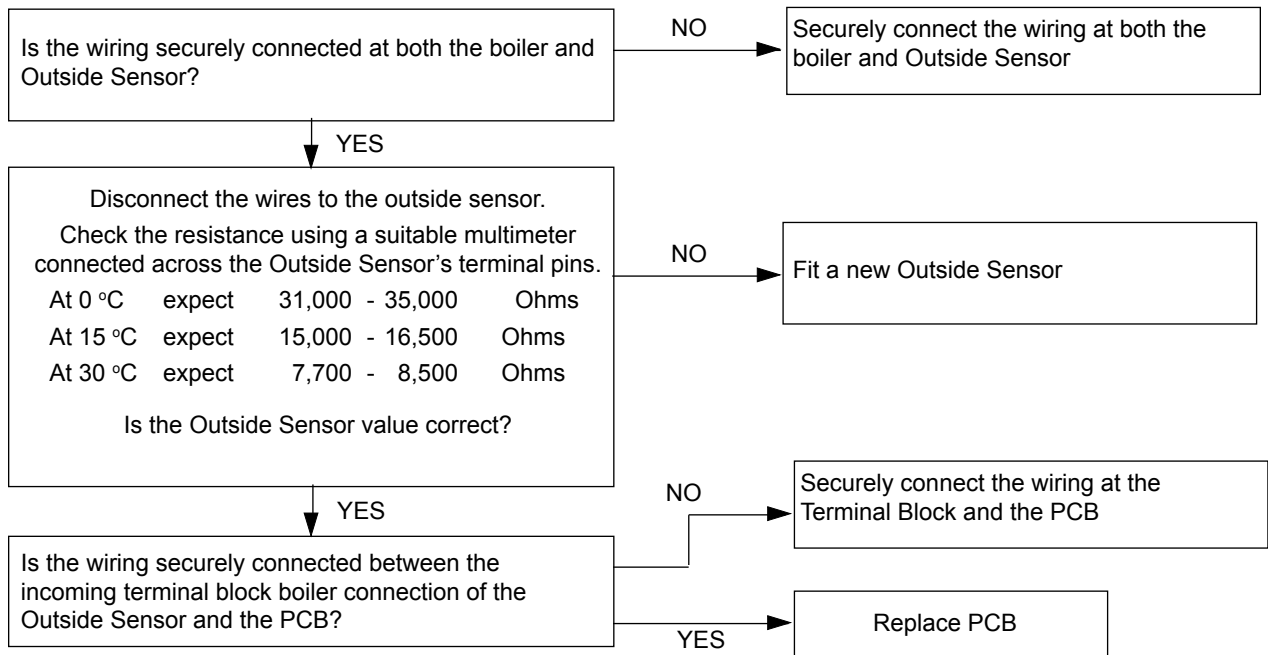 Is the wiring securely connected at both the boiler and
Outside Sensor?
NO
Securely connect the wiring at both the
boiler and Outside Sensor
YES
Disconnect the wires to the outside sensor.
Check the resistance using a suitable multimeter
connected across the Outside Sensor’s terminal pins.
At 0 °C expect 31,000 - 35,000 Ohms
At 15 °C expect 15,000 - 16,500 Ohms
At 30 °C expect 7,700 - 8,500 Ohms
Is the Outside Sensor value correct?
NO
Fit a new Outside Sensor
YES
Is the wiring securely connected between the
incoming terminal block boiler connection of the
Outside Sensor and the PCB?
NO
Securely connect the wiring at the
Terminal Block and the PCB
YES
Replace PCB